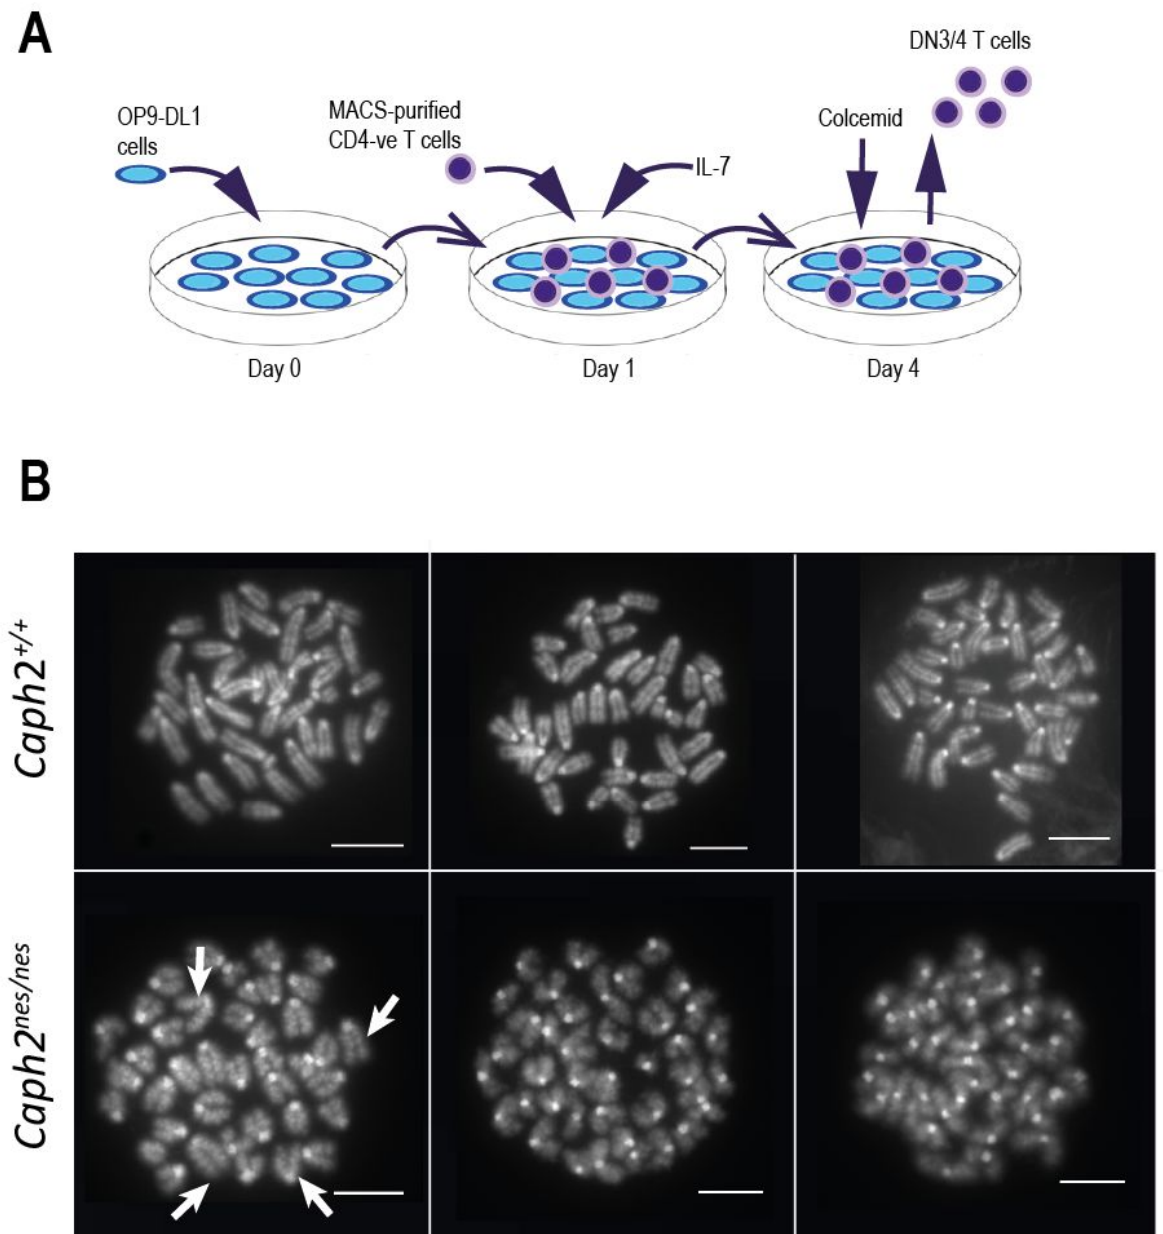 A
OP9-DL1
cells
MACS-purified
CD4-ve T cells
IL-7
Colcemid
DN3/4 T cells
Day 0
Day 1
Day 4
B
Caph2+/+
Caph2nes/nes